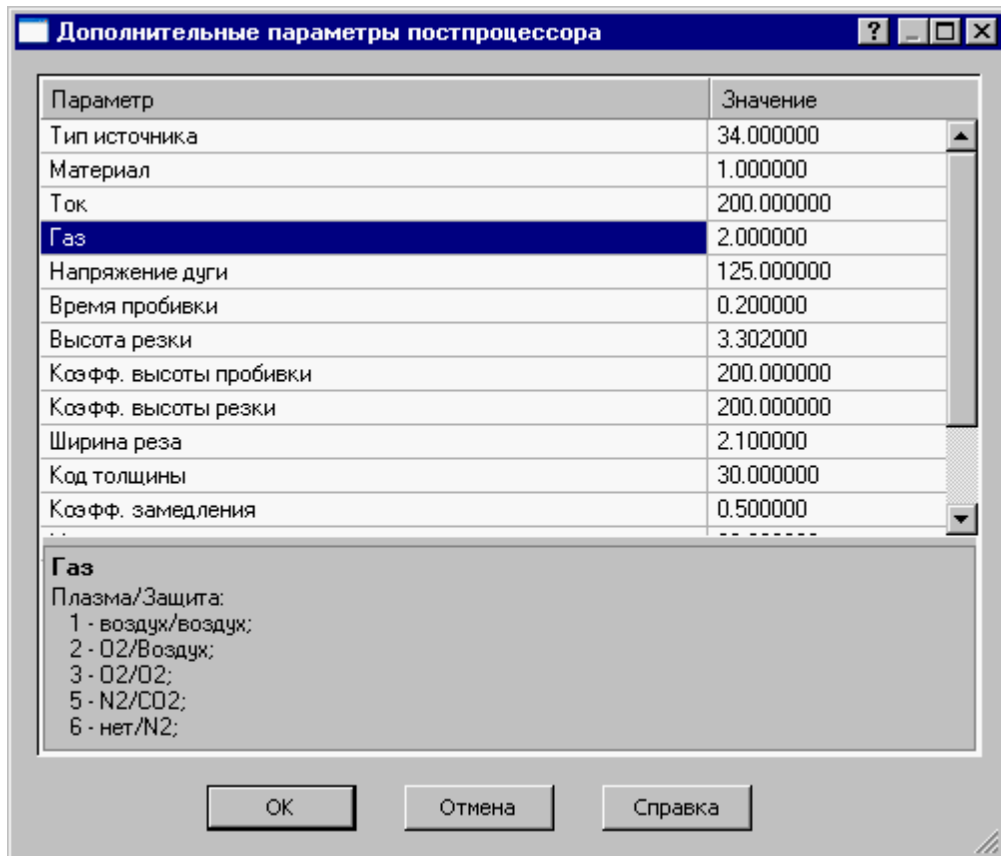 Дополнительные параметры постпроцессора
Параметр Значение
Тип источника 34.000000
Материал 1.000000
Ток 200.000000
Газ 2.000000
Напряжение дуги 125.000000
Время пробивки 0.200000
Высота резки 3.302000
Коэфф. высоты пробивки 200.000000
Коэфф. высоты резки 200.000000
Ширина реза 2.100000
Код толщины 30.000000
Коэфф. замедления 0.500000
Газ
Плазма/Защита:
1 - воздух/воздух;
2 - O2/Воздух;
3 - O2/O2;
5 - N2/CO2;
6 - нет/N2;
OK Отмена Справка